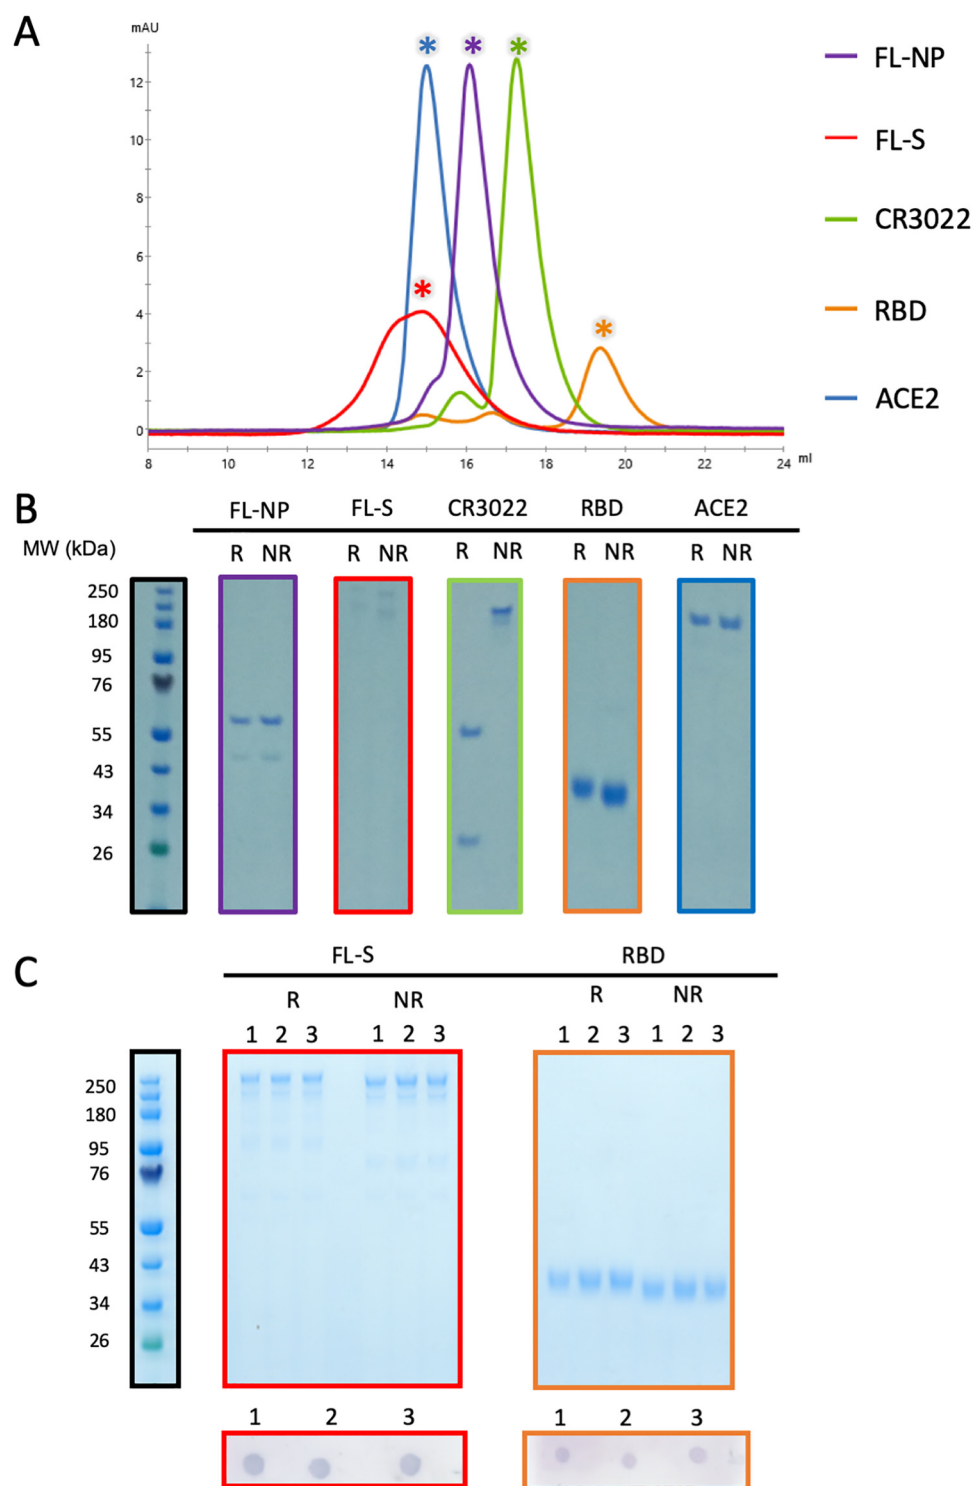 A
mAU
12
10
8
6
4
2
0
8 10 12 14 16 18 20 22 24 ml
* * *
*
*
FL-NP
FL-S
CR3022
RBD
ACE2
B
FL-NP FL-S CR3022 RBD ACE2
MW (kDa) R NR R NR R NR R NR R NR
250
180
95
76
55
43
34
26
C
FL-S RBD
R NR R NR
1 2 3 1 2 3 1 2 3 1 2 3
250
180
95
76
55
43
34
26
1 2 3 1 2 3